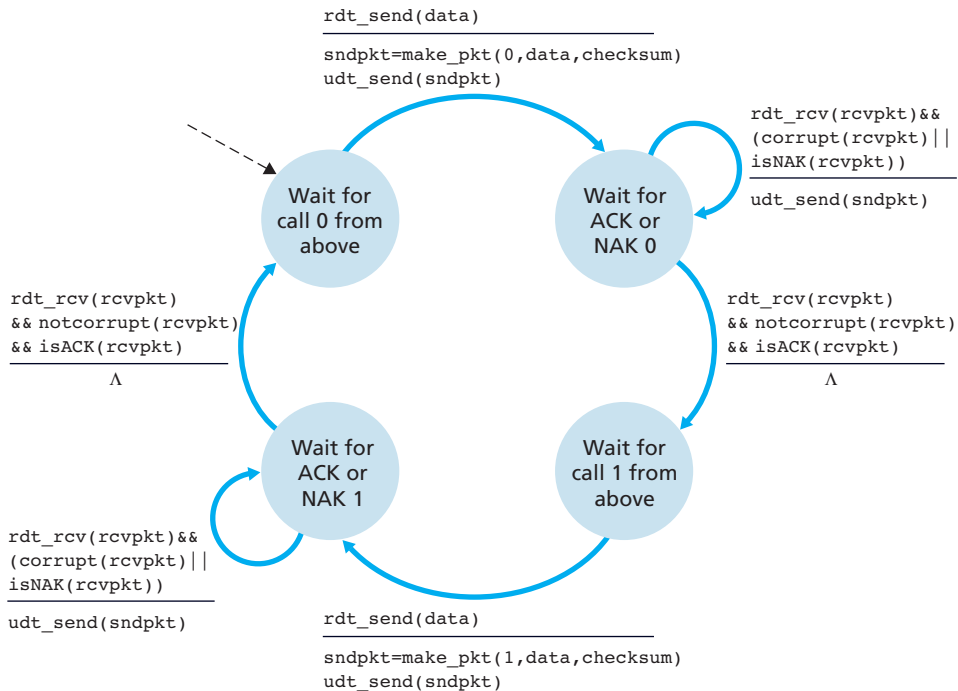 rdt_send(data)
sndpkt=make_pkt(0,data,checksum)
udt_send(sndpkt)
rdt_rcv(rcvpkt)&&
(corrupt(rcvpkt)||
isNAK(rcvpkt))
udt_send(sndpkt)
Wait for
call 0 from
above
Wait for
ACK or
NAK 0
rdt_rcv(rcvpkt)
&& notcorrupt(rcvpkt)
&& isACK(rcvpkt)
Λ
rdt_rcv(rcvpkt)
&& notcorrupt(rcvpkt)
&& isACK(rcvpkt)
Λ
Wait for
ACK or
NAK 1
Wait for
call 1 from
above
rdt_rcv(rcvpkt)&&
(corrupt(rcvpkt)||
isNAK(rcvpkt))
udt_send(sndpkt)
rdt_send(data)
sndpkt=make_pkt(1,data,checksum)
udt_send(sndpkt)